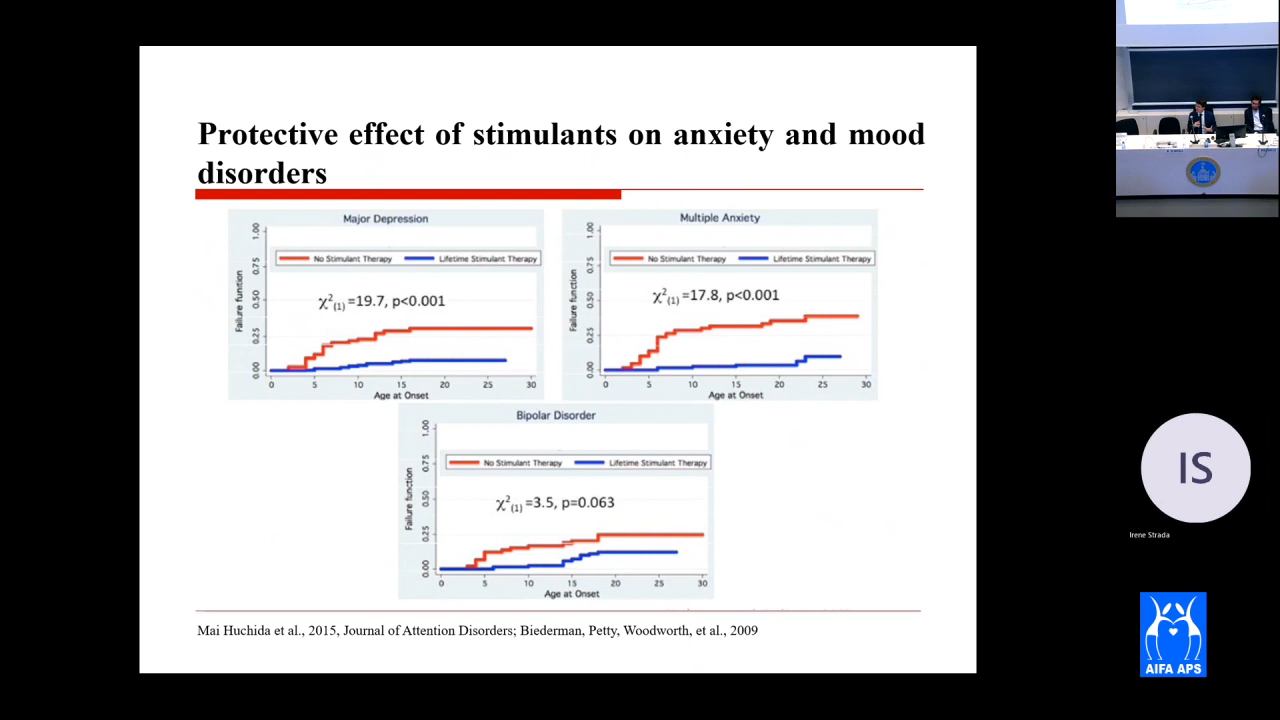 Protective effect of stimulants on anxiety and mood
disorders
Major Depression
1.00
0.75
0.50
0.25
0.00
Failure function
No Stimulant Therapy
Lifetime Stimulant Therapy
χ²(1)=19.7, p<0.001
0 5 10 15 20 25 30
Age at Onset
Multiple Anxiety
1.00
0.75
0.50
0.25
0.00
Failure function
No Stimulant Therapy
Lifetime Stimulant Therapy
χ²(1)=17.8, p<0.001
0 5 10 15 20 25 30
Age at Onset
Bipolar Disorder
1.00
0.75
0.50
0.25
0.00
Failure function
No Stimulant Therapy
Lifetime Stimulant Therapy
χ²(1)=3.5, p=0.063
0 5 10 15 20 25 30
Age at Onset
Mai Huchida et al., 2015, Journal of Attention Disorders; Biederman, Petty, Woodworth, et al., 2009
IS
Irene Strada
AIFA APS